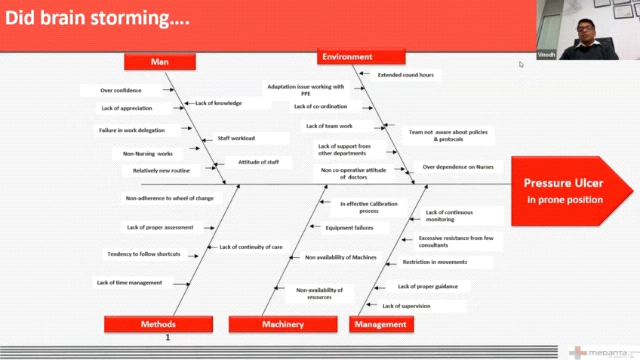 Did brain storming....
Vinodh
Man
Environment
Extended round hours
Over confidence
Adaptation issue working with
PPE
Lack of knowledge
Lack of appreciation
Lack of co-ordination
Failure in work delegation
Lack of team work
Team not aware about policies
& protocols
Staff workload
Lack of support from
other departments
Non-Nursing works
Attitude of staff
Relatively new routine
Non co-operative attitude
of doctors
Over dependence on Nurses
Pressure Ulcer
in prone position
Non-adherence to wheel of change
In effective Calibration
process
Lack of continuous
monitoring
Lack of proper assessment
Equipment failures
Excessive resistance from few
consultants
Lack of continuity of care
Tendency to follow shortcuts
Non availability of Machines
Restriction in movements
Lack of time management
Non-availability of
resources
Lack of proper guidance
Lack of supervision
Methods
Machinery
Management
1
medanta